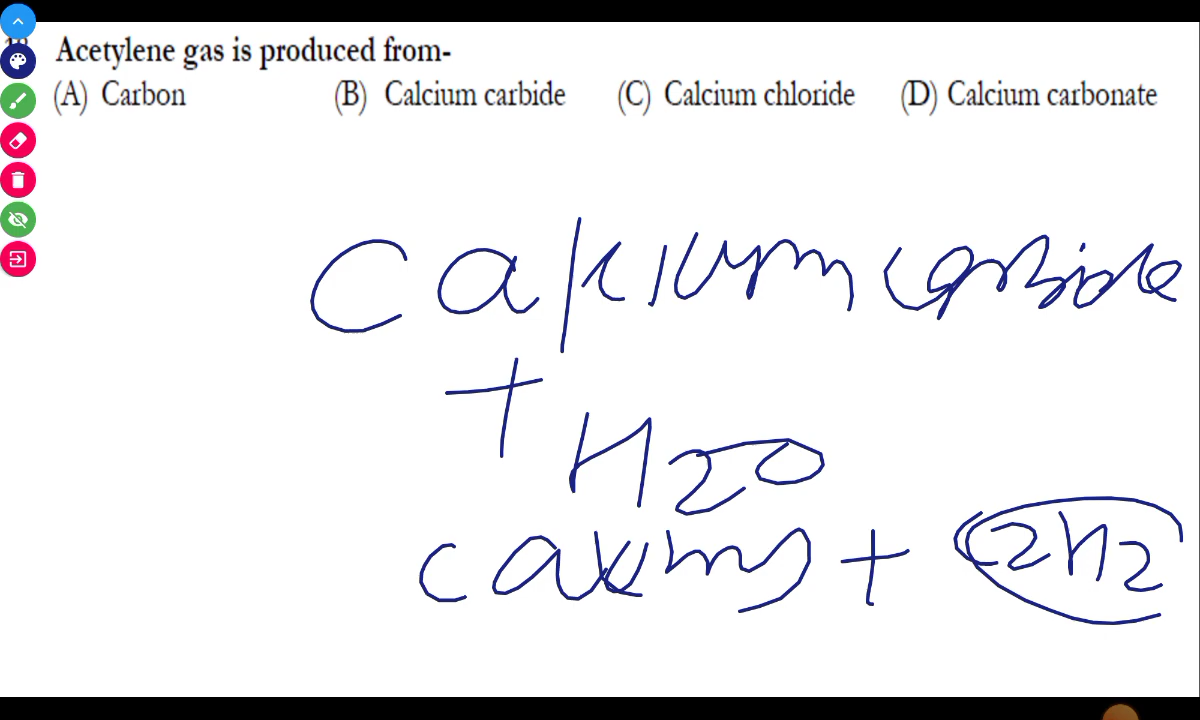 Acetylene gas is produced from-
(A) Carbon (B) Calcium carbide (C) Calcium chloride (D) Calcium carbonate
Calcium carbide
+
H2O
+ C2H2